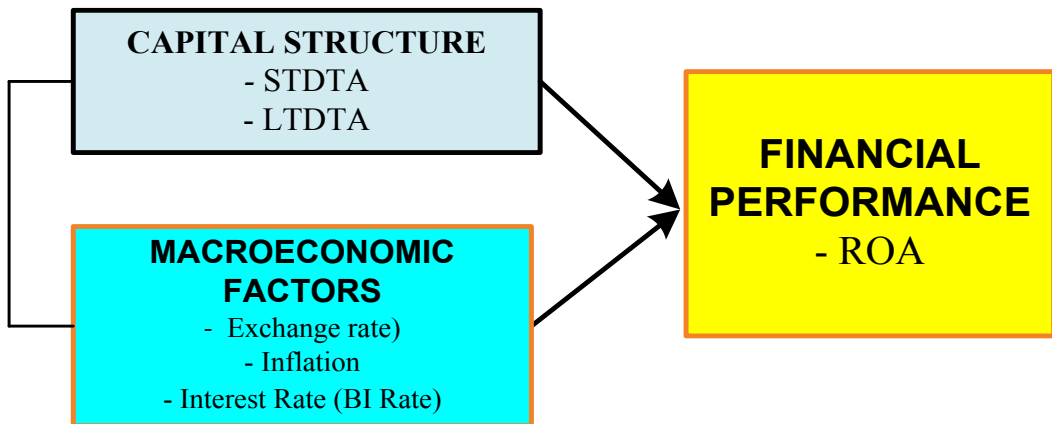 CAPITAL STRUCTURE
- STDTA
- LTDTA
MACROECONOMIC
FACTORS
- Exchange rate)
- Inflation
- Interest Rate (BI Rate)
FINANCIAL
PERFORMANCE
- ROA